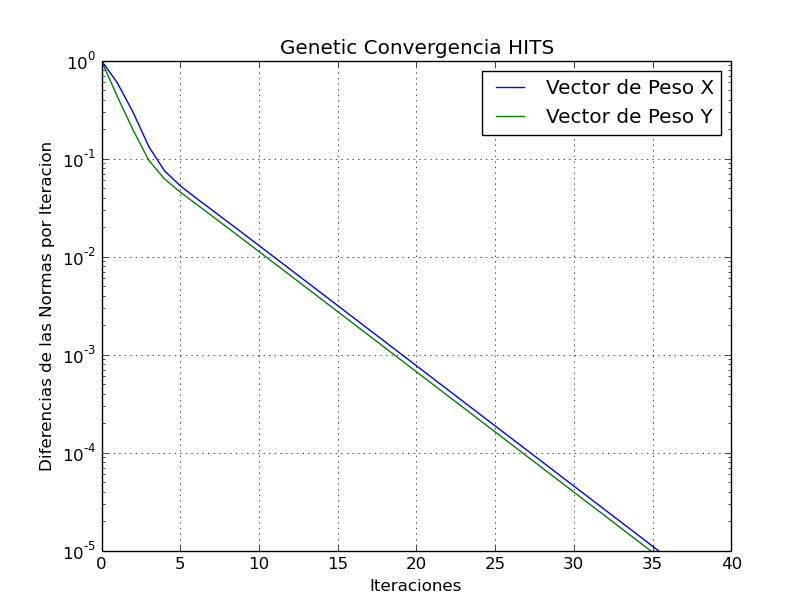 Genetic Convergencia HITS
Vector de Peso X
Vector de Peso Y
Diferencias de las Normas por Iteracion
10^0
10^-1
10^-2
10^-3
10^-4
10^-5
0 5 10 15 20 25 30 35 40
Iteraciones